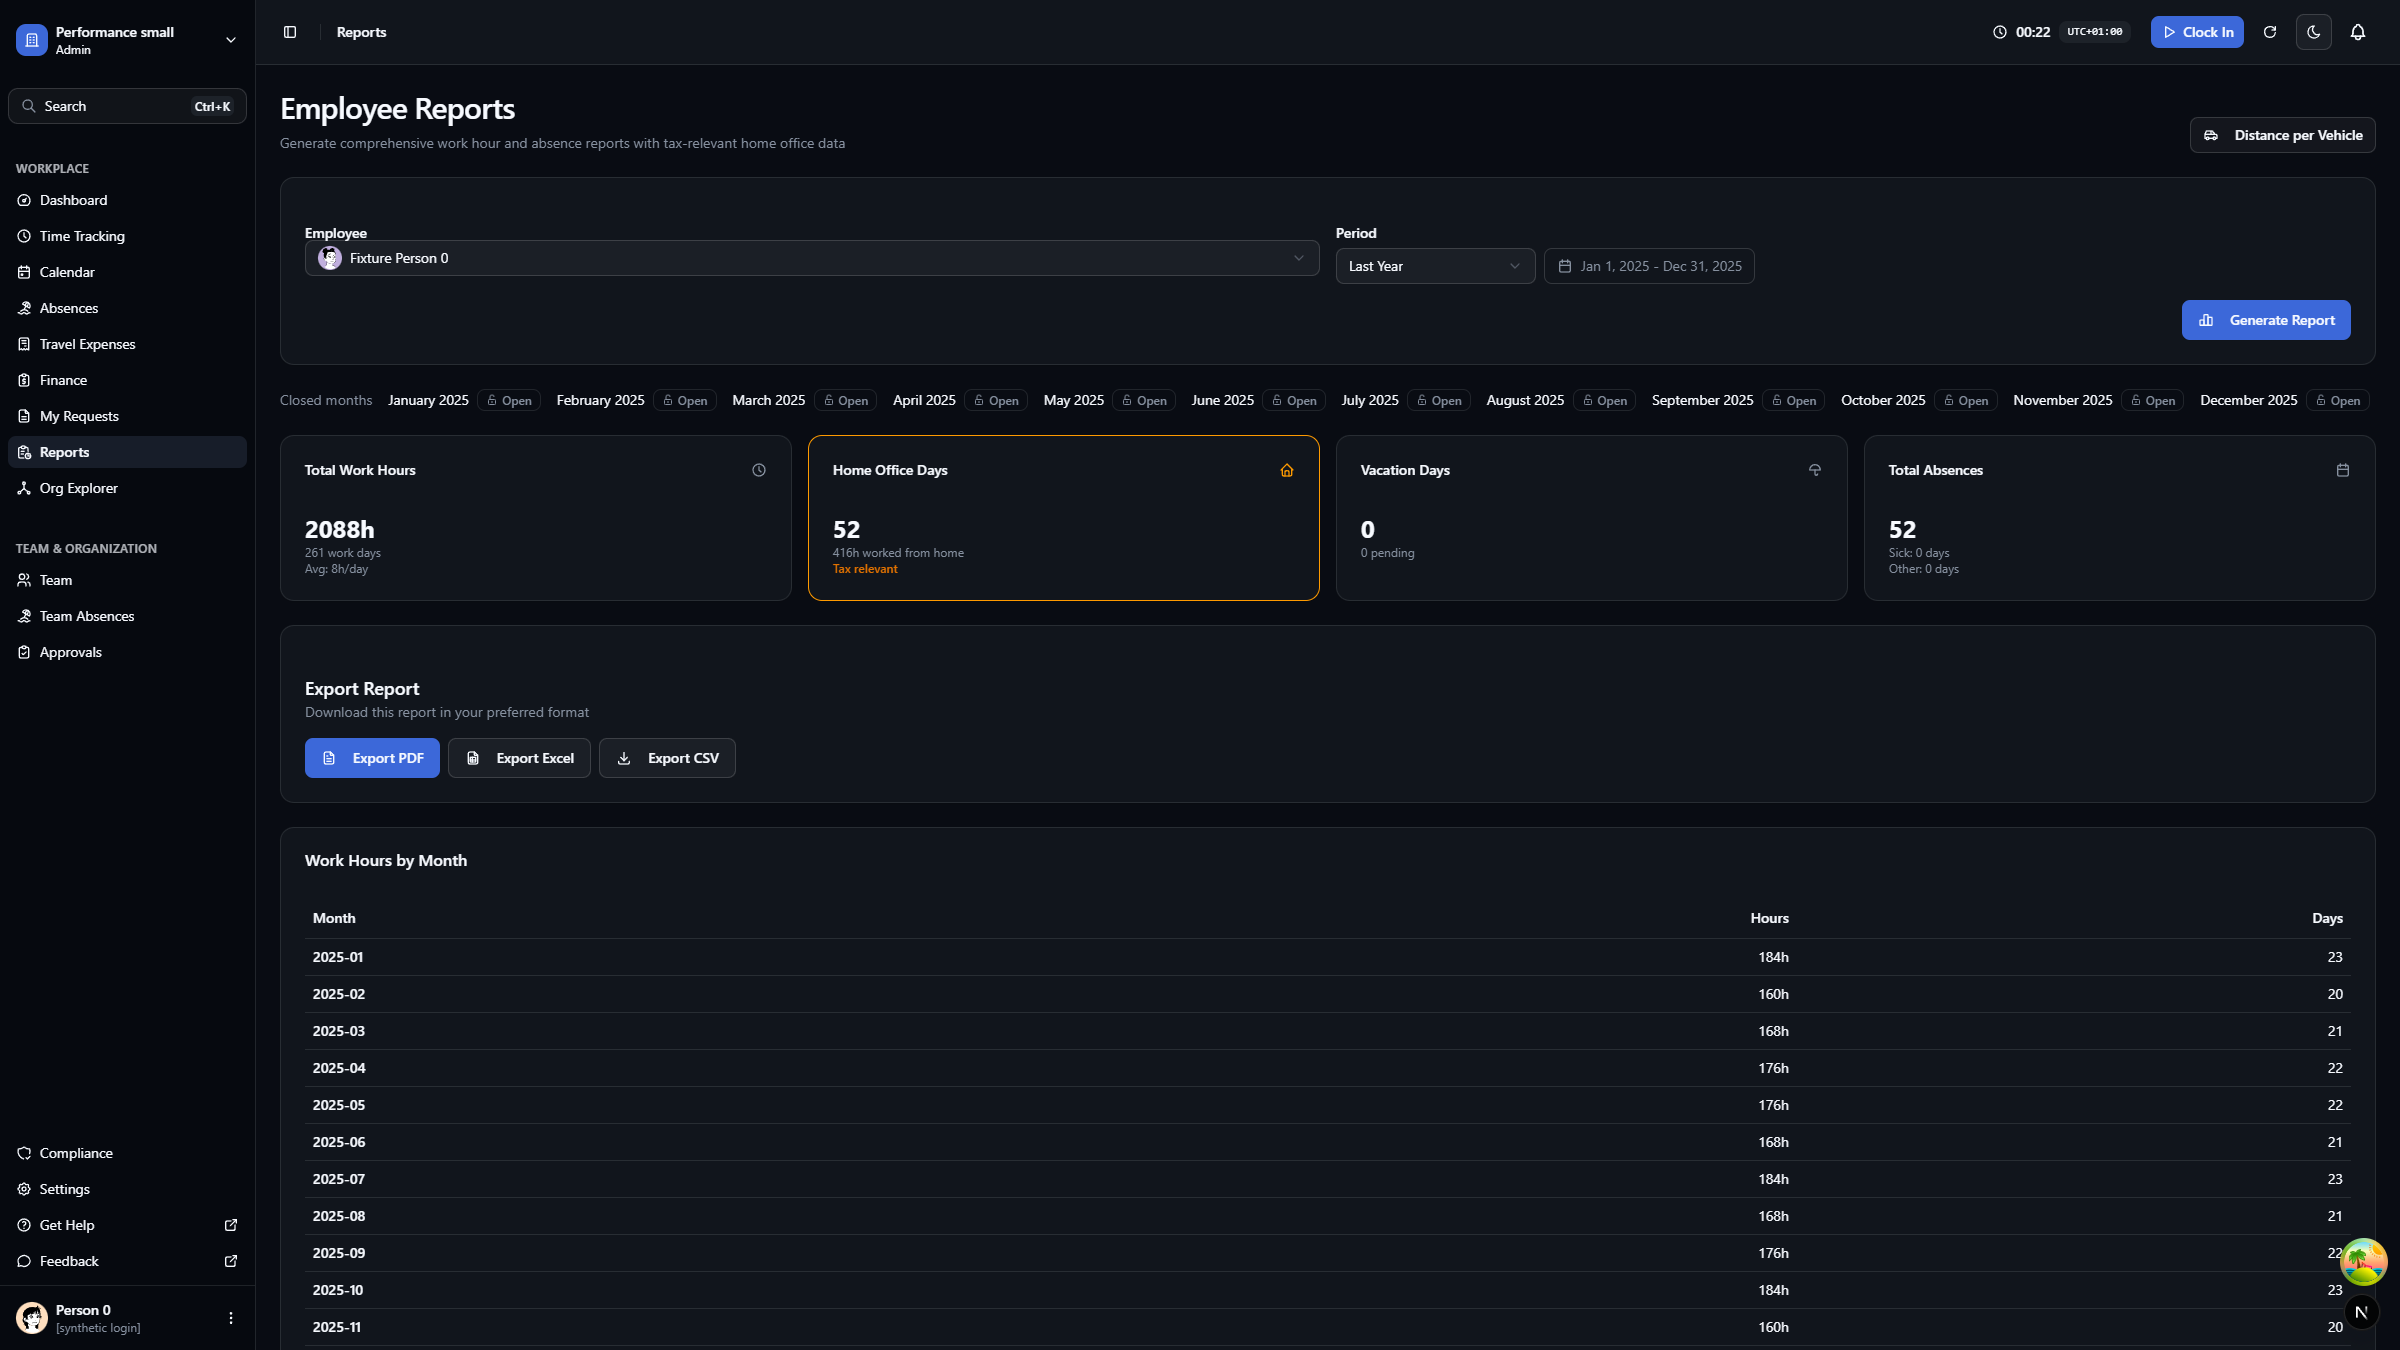 Performance small
Admin
Search Ctrl+K
WORKPLACE
Dashboard
Time Tracking
Calendar
Absences
Travel Expenses
Finance
My Requests
Reports
Org Explorer
TEAM & ORGANIZATION
Team
Team Absences
Approvals
Compliance
Settings
Get Help
Feedback
Person 0
[synthetic login]
Reports
00:22 UTC+01:00 Clock In
Employee Reports
Generate comprehensive work hour and absence reports with tax-relevant home office data
Distance per Vehicle
Employee
Fixture Person 0
Period
Last Year Jan 1, 2025 - Dec 31, 2025
Generate Report
Closed months January 2025 Open February 2025 Open March 2025 Open April 2025 Open May 2025 Open June 2025 Open July 2025 Open August 2025 Open September 2025 Open October 2025 Open November 2025 Open December 2025 Open
Total Work Hours
2088h
261 work days
Avg: 8h/day
Home Office Days
52
416h worked from home
Tax relevant
Vacation Days
0
0 pending
Total Absences
52
Sick: 0 days
Other: 0 days
Export Report
Download this report in your preferred format
Export PDF Export Excel Export CSV
Work Hours by Month
Month Hours Days
2025-01 184h 23
2025-02 160h 20
2025-03 168h 21
2025-04 176h 22
2025-05 176h 22
2025-06 168h 21
2025-07 184h 23
2025-08 168h 21
2025-09 176h 22
2025-10 184h 23
2025-11 160h 20
N